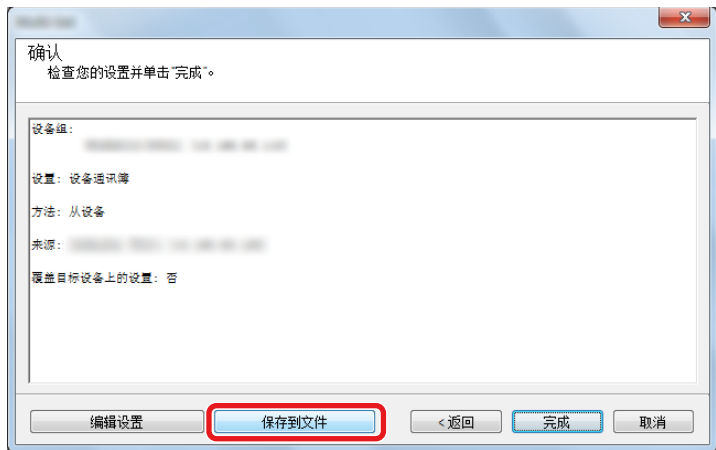 确认
检查您的设置并单击"完成"。
设备组:
设置: 设备通讯簿
方法: 从设备
来源:
覆盖目标设备上的设置: 否
编辑设置
保存到文件
<返回
完成
取消